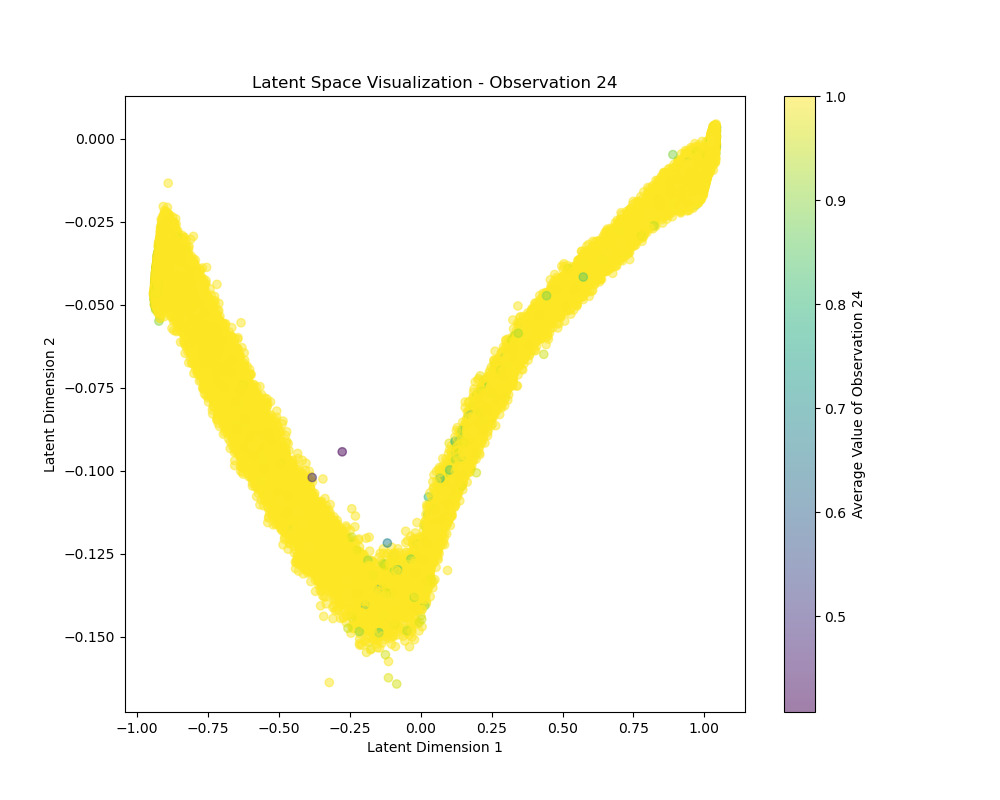 Latent Space Visualization - Observation 24
0.000
−0.025
−0.050
−0.075
−0.100
−0.125
−0.150
Latent Dimension 2
−1.00 −0.75 −0.50 −0.25 0.00 0.25 0.50 0.75 1.00
Latent Dimension 1
1.0
0.9
0.8
0.7
0.6
0.5
Average Value of Observation 24